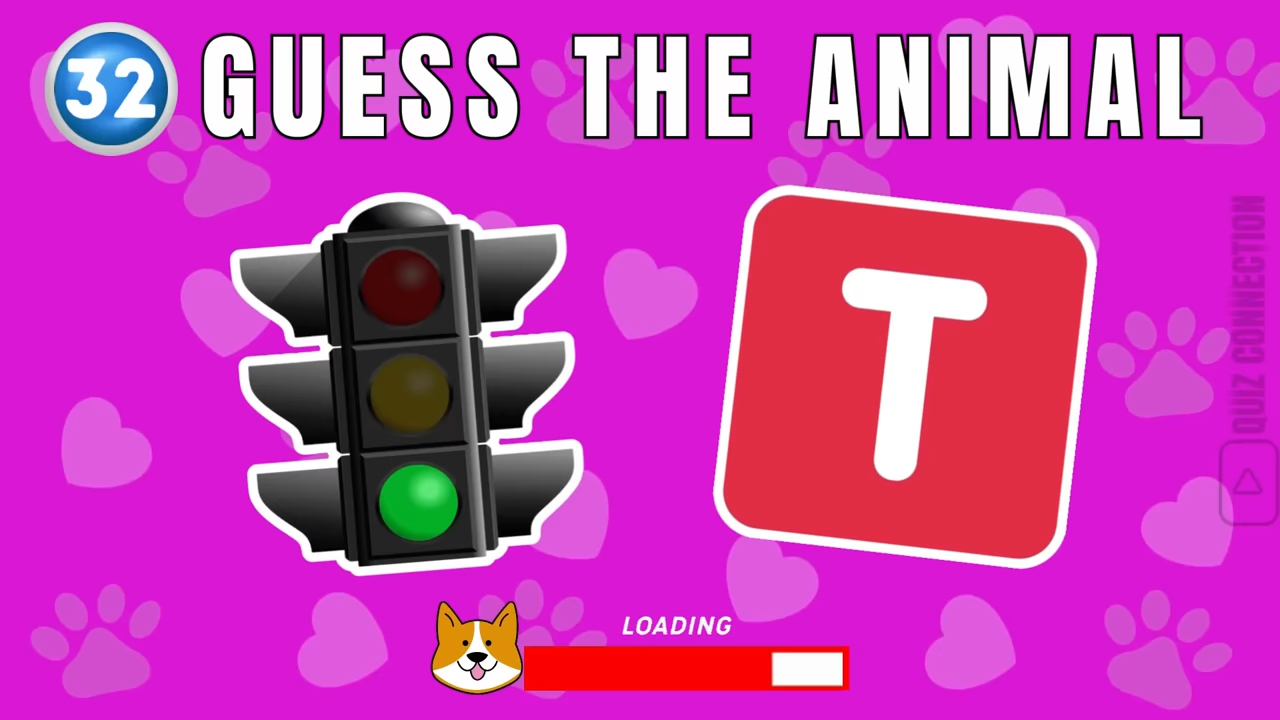 32 GUESS THE ANIMAL
T
QUIZ CONNECTION
LOADING